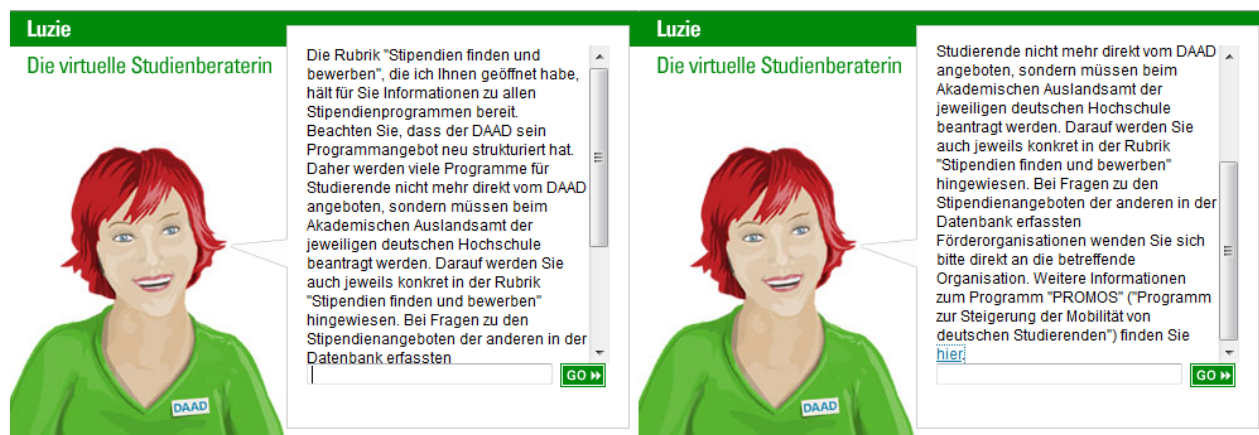 Luzie
Die virtuelle Studienberaterin
Die Rubrik "Stipendien finden und
bewerben", die ich Ihnen geöffnet habe,
hält für Sie Informationen zu allen
Stipendienprogrammen bereit.
Beachten Sie, dass der DAAD sein
Programmangebot neu strukturiert hat.
Daher werden viele Programme für
Studierende nicht mehr direkt vom DAAD
angeboten, sondern müssen beim
Akademischen Auslandsamt der
jeweiligen deutschen Hochschule
beantragt werden. Darauf werden Sie
auch jeweils konkret in der Rubrik
"Stipendien finden und bewerben"
hingewiesen. Bei Fragen zu den
Stipendienangeboten der anderen in der
Datenbank erfassten
GO
DAAD
Luzie
Die virtuelle Studienberaterin
Studierende nicht mehr direkt vom DAAD
angeboten, sondern müssen beim
Akademischen Auslandsamt der
jeweiligen deutschen Hochschule
beantragt werden. Darauf werden Sie
auch jeweils konkret in der Rubrik
"Stipendien finden und bewerben"
hingewiesen. Bei Fragen zu den
Stipendienangeboten der anderen in der
Datenbank erfassten
Förderorganisationen wenden Sie sich
bitte direkt an die betreffende
Organisation. Weitere Informationen
zum Programm "PROMOS" ("Programm
zur Steigerung der Mobilität von
deutschen Studierenden") finden Sie
hier.
GO
DAAD